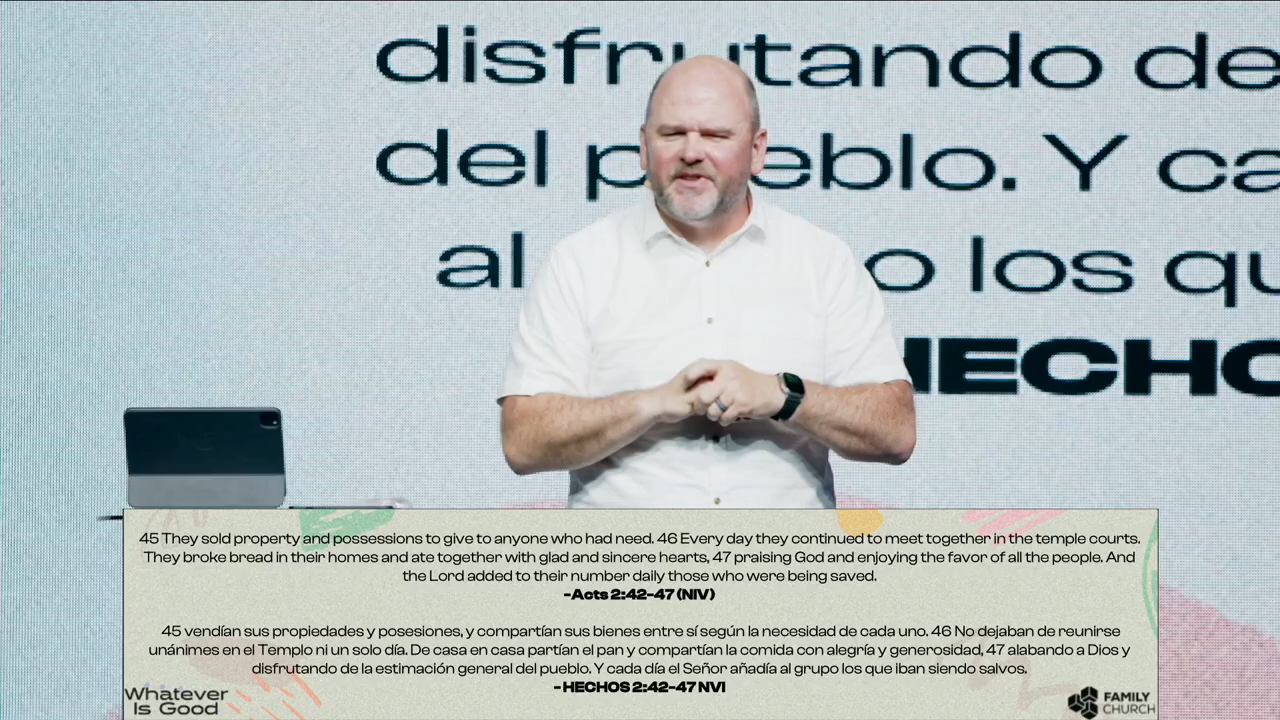 disfrutando de
del pueblo. Y ca
al o los qu
HECHO
45 They sold property and possessions to give to anyone who had need. 46 Every day they continued to meet together in the temple courts.
They broke bread in their homes and ate together with glad and sincere hearts, 47 praising God and enjoying the favor of all the people. And
the Lord added to their number daily those who were being saved.
-Acts 2:42-47 (NIV)
45 vendían sus propiedades y posesiones y compartían sus bienes entre sí según la necesidad de cada uno. 46 No dejaban de reunirse
unánimes en el Templo ni un solo día. De casa en casa partían el pan y compartían la comida con alegría y generosidad, 47 alabando a Dios y
disfrutando de la estimación general del pueblo. Y cada día el Señor añadía al grupo los que iban siendo salvos.
-HECHOS 2:42-47 NVI
Whatever
Is Good
FAMILY
CHURCH